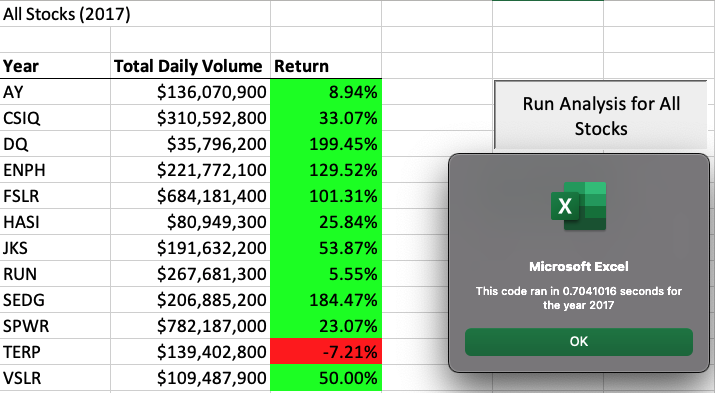 All Stocks (2017)
Year Total Daily Volume Return
AY $136,070,900 8.94%
CSIQ $310,592,800 33.07%
DQ $35,796,200 199.45%
ENPH $221,772,100 129.52%
FSLR $684,181,400 101.31%
HASI $80,949,300 25.84%
JKS $191,632,200 53.87%
RUN $267,681,300 5.55%
SEDG $206,885,200 184.47%
SPWR $782,187,000 23.07%
TERP $139,402,800 -7.21%
VSLR $109,487,900 50.00%
Run Analysis for All
Stocks
X
Microsoft Excel
This code ran in 0.7041016 seconds for
the year 2017
OK